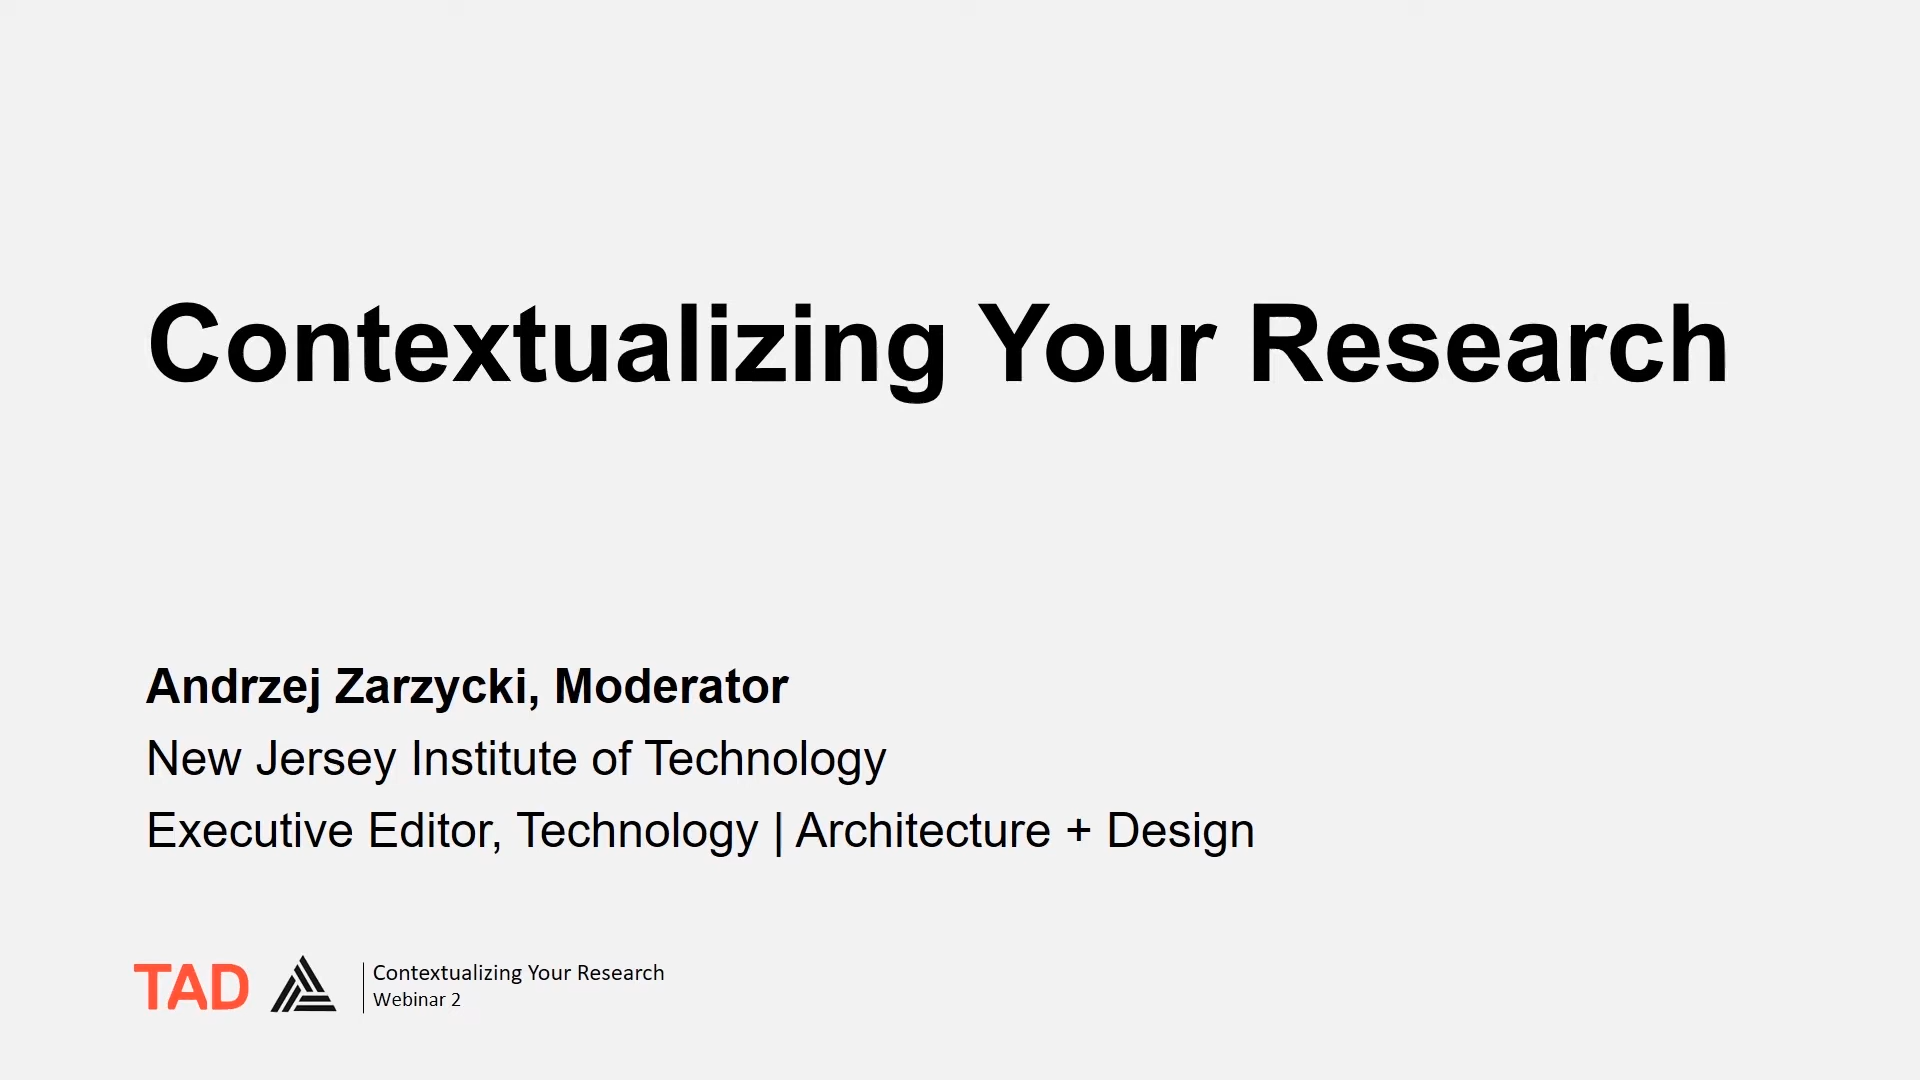 Contextualizing Your Research
Andrzej Zarzycki, Moderator
New Jersey Institute of Technology
Executive Editor, Technology | Architecture + Design
TAD
Contextualizing Your Research
Webinar 2